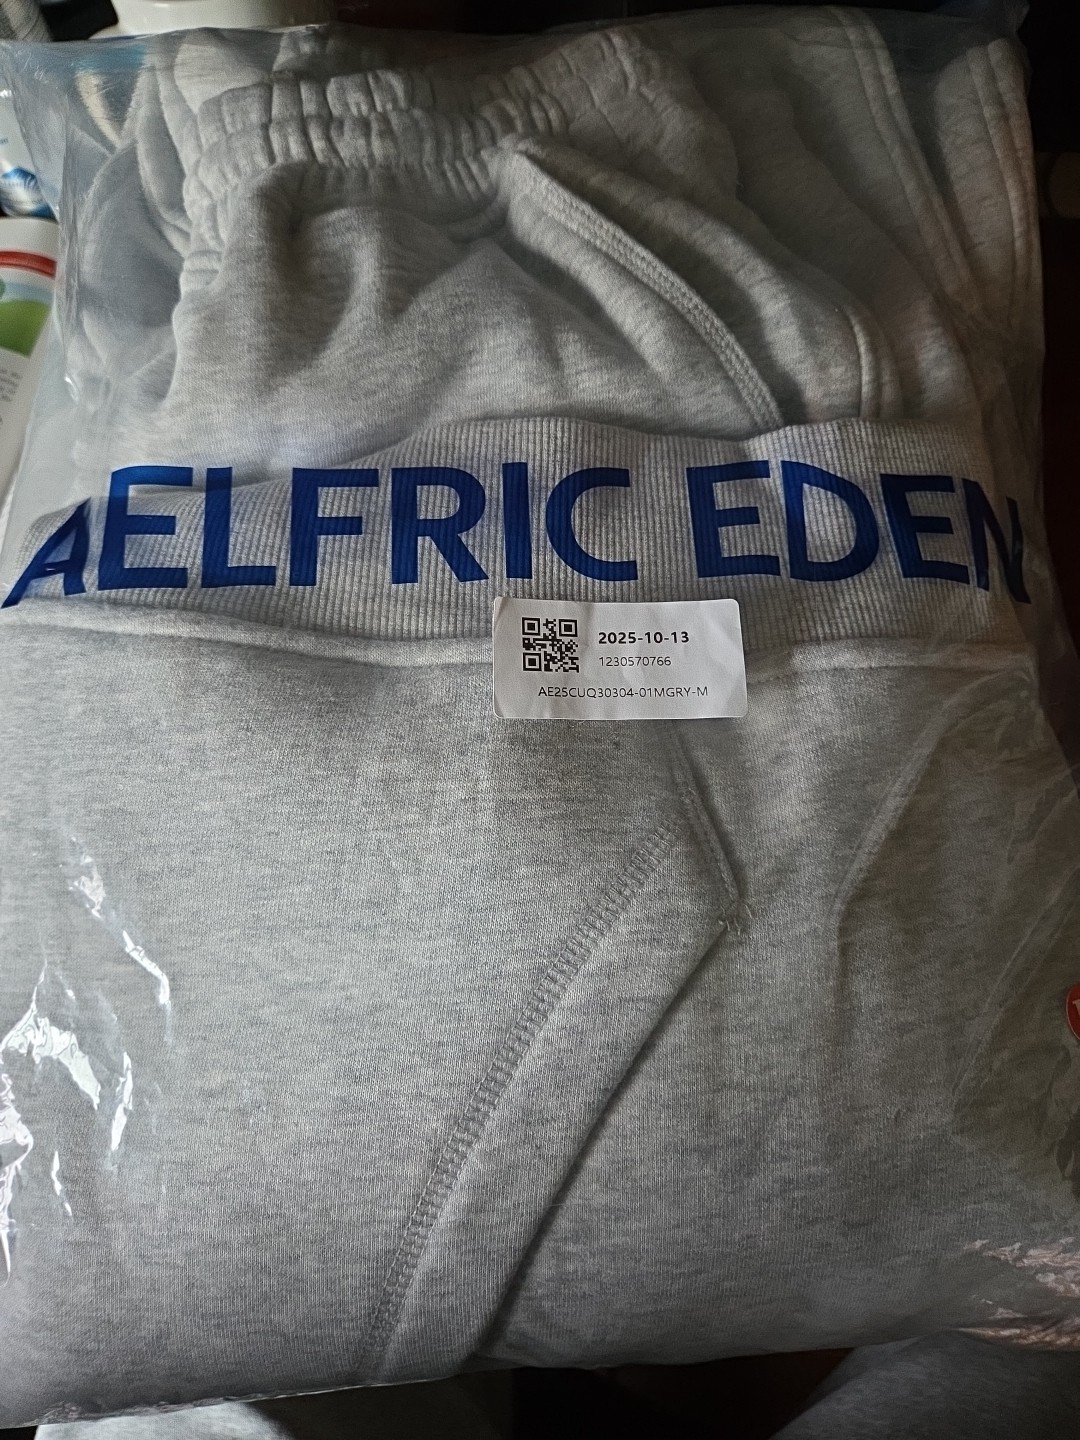 AELFRIC EDEN
2025-10-13
1230570766
AE25CUQ30304-01MGRY-M